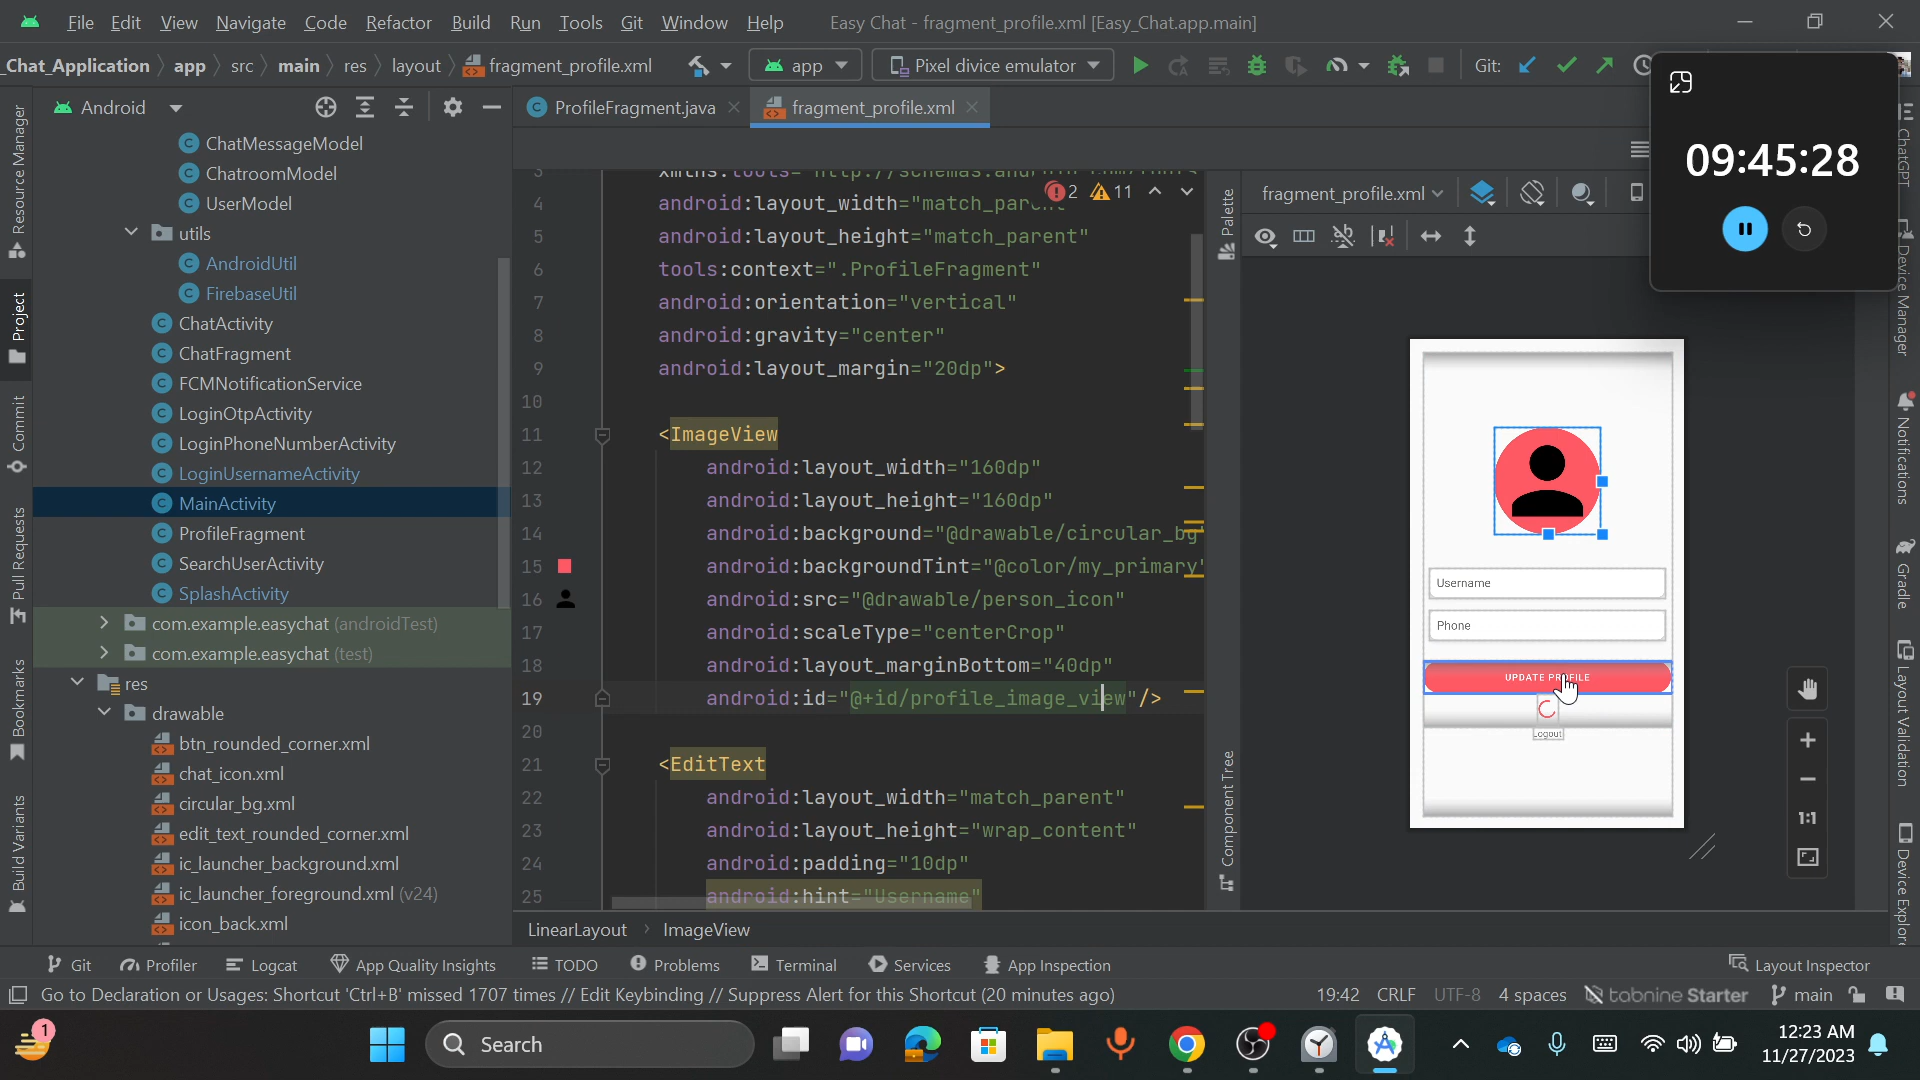 File Edit View Navigate Code Refactor Build Run Tools Git Window Help Easy Chat - fragment_profile.xml [Easy_Chat.app.main]
_Chat_Application app src main res layout fragment_profile.xml app Pixel divice emulator Git:
Android
ProfileFragment.java fragment_profile.xml
Resource Manager
Project
Commit
Pull Requests
Bookmarks
Build Variants
ChatMessageModel
ChatroomModel
UserModel
utils
AndroidUtil
FirebaseUtil
ChatActivity
ChatFragment
FCMNotificationService
LoginOtpActivity
LoginPhoneNumberActivity
LoginUsernameActivity
MainActivity
ProfileFragment
SearchUserActivity
SplashActivity
com.example.easychat (androidTest)
com.example.easychat (test)
res
drawable
btn_rounded_corner.xml
chat_icon.xml
circular_bg.xml
edit_text_rounded_corner.xml
ic_launcher_background.xml
ic_launcher_foreground.xml (v24)
icon_back.xml
2 11
4 android:layout_width="match_par
5 android:layout_height="match_parent"
6 tools:context=".ProfileFragment"
7 android:orientation="vertical"
8 android:gravity="center"
9 android:layout_margin="20dp">
10
11 <ImageView
12 android:layout_width="160dp"
13 android:layout_height="160dp"
14 android:background="@drawable/circular_bg"
15 android:backgroundTint="@color/my_primary"
16 android:src="@drawable/person_icon"
17 android:scaleType="centerCrop"
18 android:layout_marginBottom="40dp"
19 android:id="@+id/profile_image_view"/>
20
21 <EditText
22 android:layout_width="match_parent"
23 android:layout_height="wrap_content"
24 android:padding="10dp"
25 android:hint="Username"
LinearLayout ImageView
Palette
Component Tree
fragment_profile.xml
09:45:28
Username
Phone
UPDATE PROFILE
Logout
1:1
ChatGPT
Device Manager
Notifications
Gradle
Layout Validation
Device Explore
Git Profiler Logcat App Quality Insights TODO Problems Terminal Services App Inspection Layout Inspector
Go to Declaration or Usages: Shortcut 'Ctrl+B' missed 1707 times // Edit Keybinding // Suppress Alert for this Shortcut (20 minutes ago) 19:42 CRLF UTF-8 4 spaces tabnine Starter main
1
Search
12:23 AM
11/27/2023